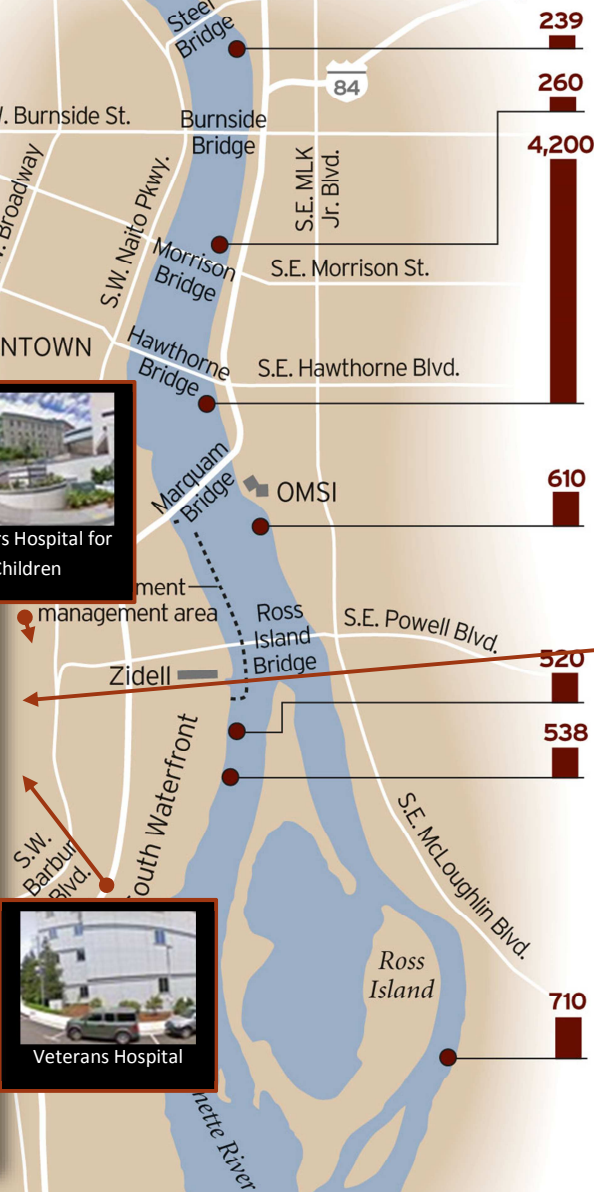 Steel
Bridge
239
84
260
W. Burnside St.
Burnside
Bridge
4,200
Broadway
S.W. Naito Pkwy.
S.E. MLK
Jr. Blvd.
Morrison
Bridge
S.E. Morrison St.
NTOWN
Hawthorne
Bridge
S.E. Hawthorne Blvd.
Marquam
Bridge
OMSI
610
s Hospital for
Children
ment
management area
Ross
Island
Bridge
S.E. Powell Blvd.
520
Zidell
538
South Waterfront
S.W.
Barbur
Blvd.
S.E. McLoughlin Blvd.
Ross
Island
710
Veterans Hospital
nette River